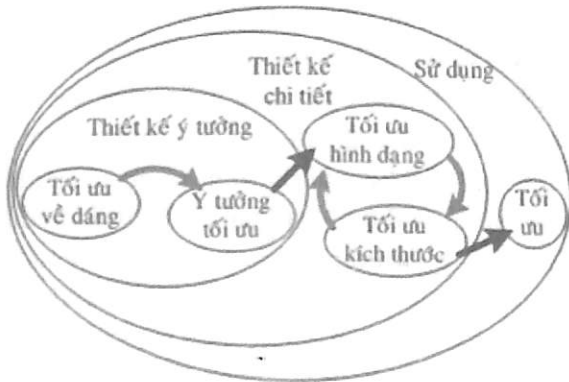 Thiết kế
chi tiết
Sử dụng
Thiết kế ý tưởng
Tối ưu
hình dạng
Tối ưu
về dáng
Ý tưởng
tối ưu
Tối ưu
kích thước
Tối
ưu